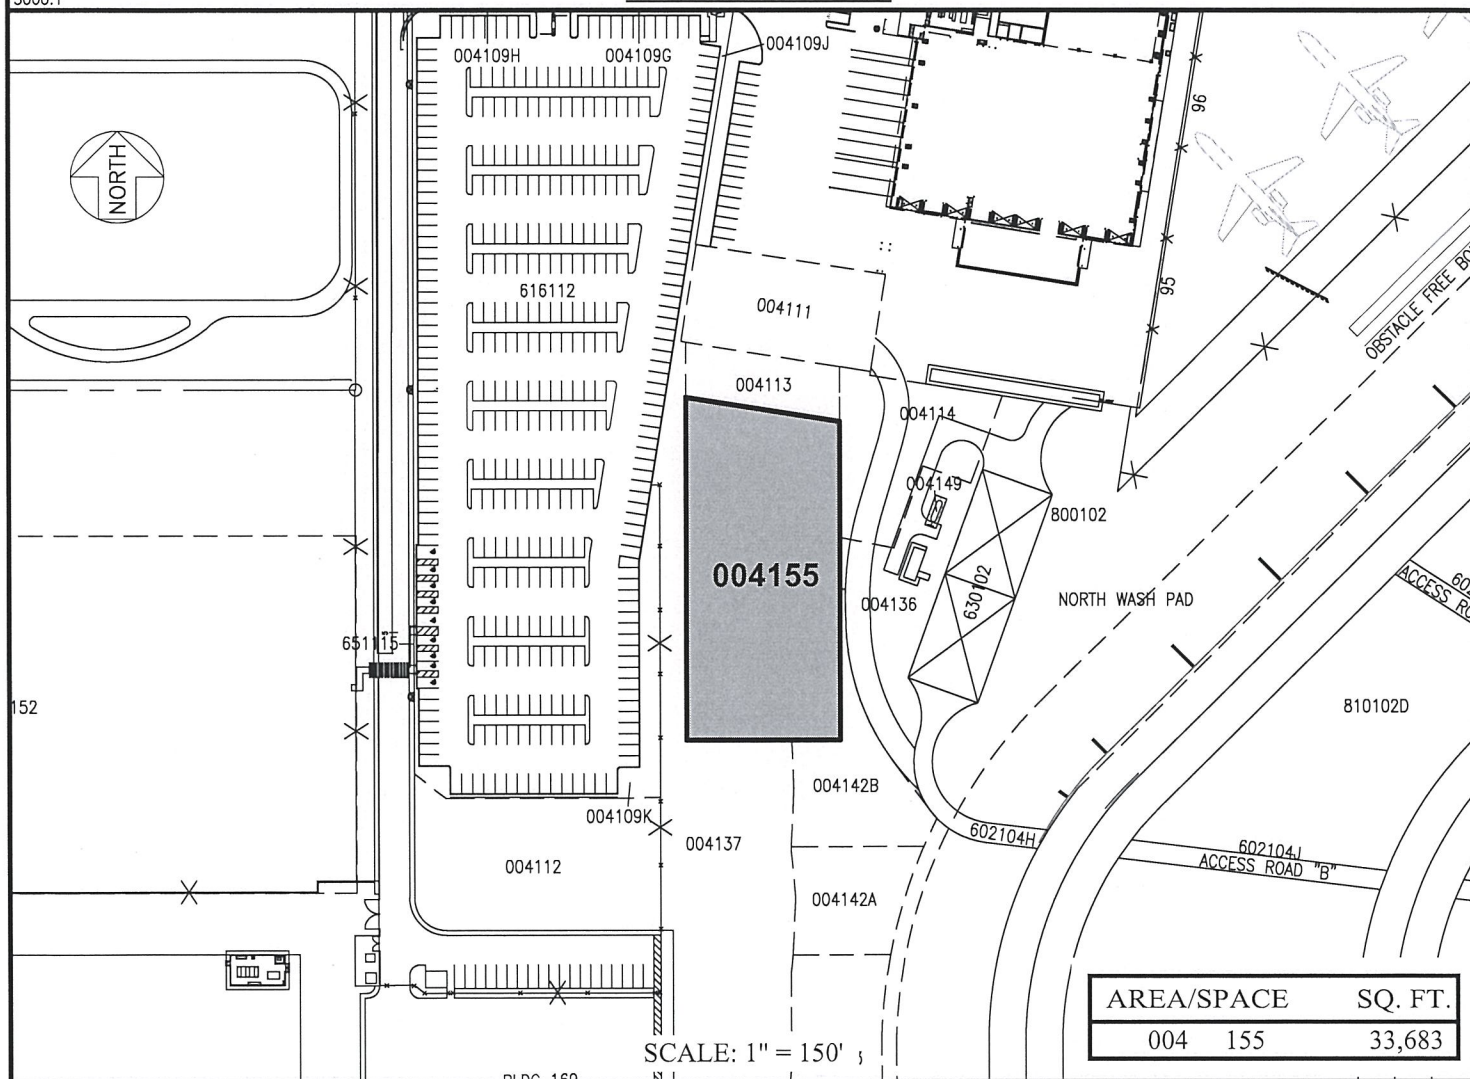 004109H
004109G
004109J
96
NORTH
616112
004111
95
OBSTACLE FREE
004113
004114
004149
800102
004155
630102
004136
NORTH WASH PAD
ACCESS
651115
152
810102D
004142B
004109K
004137
602104H
602104J
ACCESS ROAD "B"
004112
004142A
AREA/SPACE SQ. FT.
004 155 33,683
SCALE: 1" = 150'